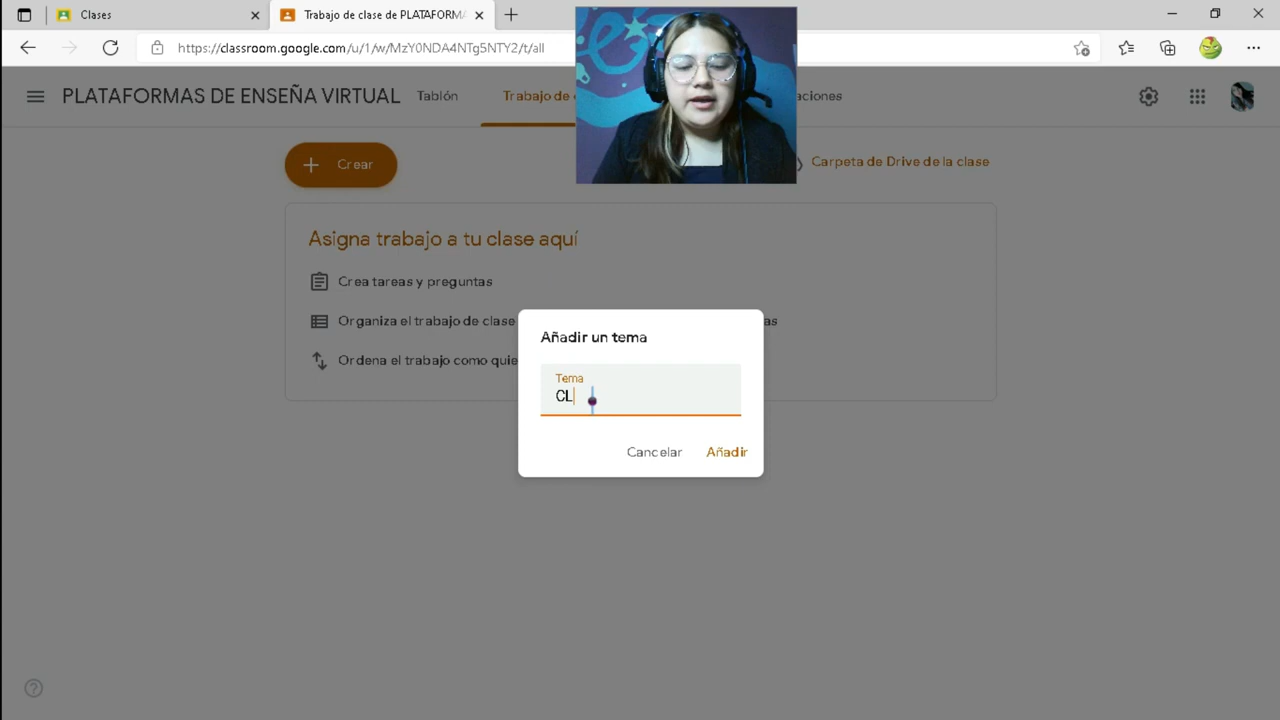 Clases
Trabajo de clase de PLATAFORMA
https://classroom.google.com/u/1/w/MzY0NDA4NTg5NTY2/t/all
PLATAFORMAS DE ENSEÑA VIRTUAL
Tablón
Trabajo de
aciones
Crear
Carpeta de Drive de la clase
Asigna trabajo a tu clase aquí
Crea tareas y preguntas
Organiza el trabajo de clase
as
Ordena el trabajo como quie
Añadir un tema
Tema
CL
Cancelar
Añadir